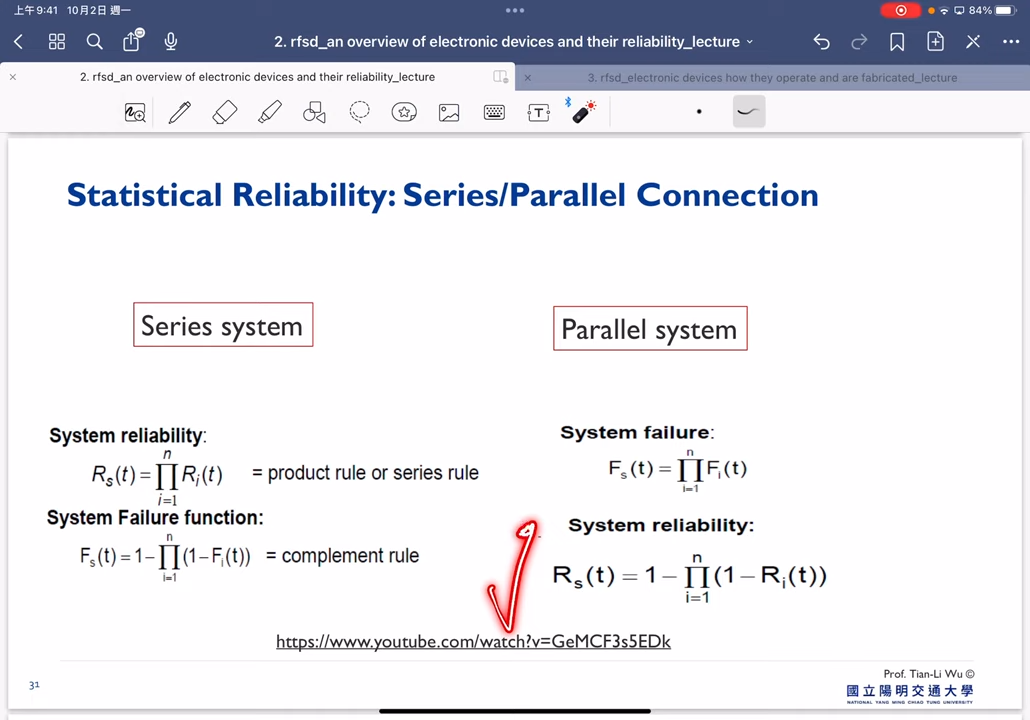 上午9:41 10月2日 週一
84%
2. rfsd_an overview of electronic devices and their reliability_lecture
2. rfsd_an overview of electronic devices and their reliability_lecture
3. rfsd_electronic devices how they operate and are fabricated_lecture
Statistical Reliability: Series/Parallel Connection
Series system
Parallel system
System reliability:
R_s(t) = ∏_{i=1}^{n} R_i(t) = product rule or series rule
System Failure function:
F_s(t) = 1 − ∏_{i=1}^{n} (1 − F_i(t)) = complement rule
System failure:
F_s(t) = ∏_{i=1}^{n} F_i(t)
System reliability:
R_s(t) = 1 − ∏_{i=1}^{n} (1 − R_i(t))
https://www.youtube.com/watch?v=GeMCF3s5EDk
31
Prof. Tian-Li Wu ©
國立陽明交通大學
NATIONAL YANG MING CHIAO TUNG UNIVERSITY